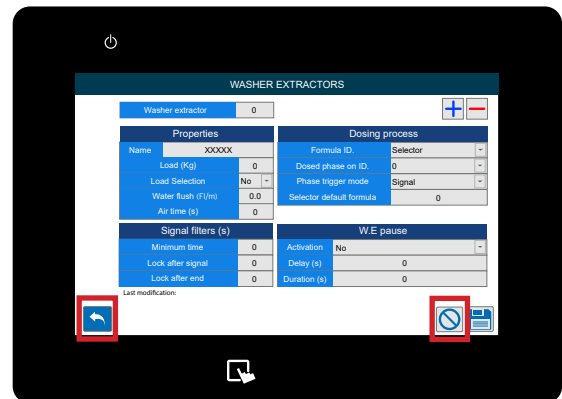 WASHER EXTRACTORS
Washer extractor 0
Properties
Name XXXXX
Load (Kg) 0
Load Selection No
Water flush (Fl/m) 0.0
Air time (s) 0
Dosing process
Formula ID. Selector
Dosed phase on ID. 0
Phase trigger mode Signal
Selector default formula 0
Signal filters (s)
Minimum time 0
Lock after signal 0
Lock after end 0
W.E pause
Activation No
Delay (s) 0
Duration (s) 0
Last modification: